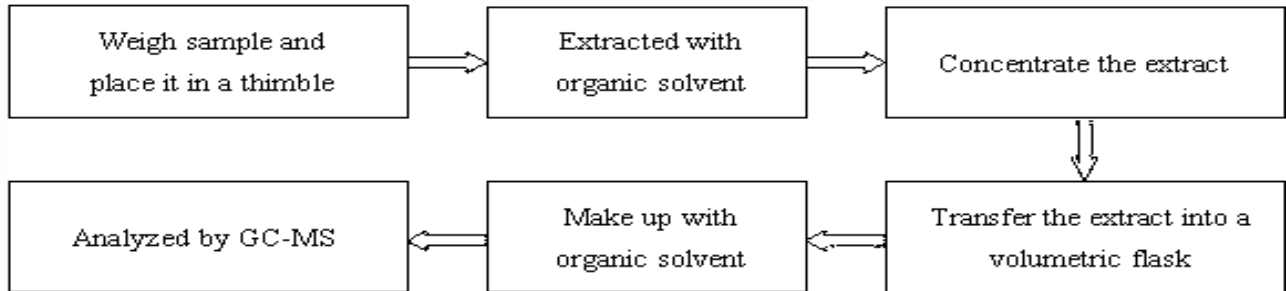 Weigh sample and
place it in a thimble
Extracted with
organic solvent
Concentrate the extract
Transfer the extract into a
volumetric flask
Make up with
organic solvent
Analyzed by GC-MS